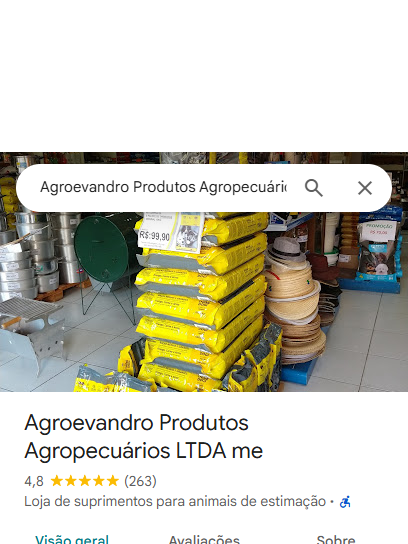 Agroevandro Produtos Agropecuário
R$:99,90
PROMOÇÃO
Agroevandro Produtos
Agropecuários LTDA me
4,8 (263)
Loja de suprimentos para animais de estimação •
Visão geral Avaliações Sobre